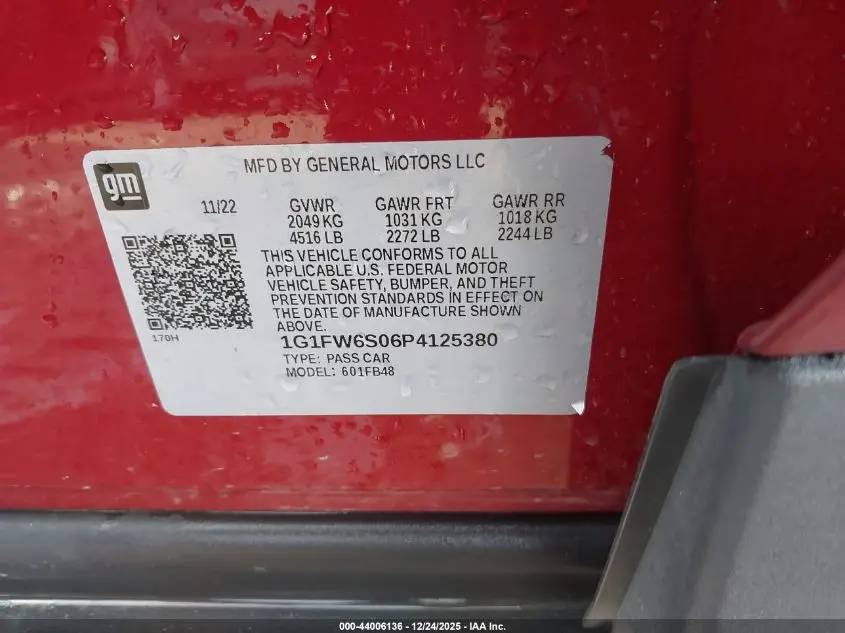 MFD BY GENERAL MOTORS LLC
gm
11/22 GVWR GAWR FRT GAWR RR
2049 KG 1031 KG 1018 KG
4516 LB 2272 LB 2244 LB
THIS VEHICLE CONFORMS TO ALL
APPLICABLE U.S. FEDERAL MOTOR
VEHICLE SAFETY, BUMPER, AND THEFT
PREVENTION STANDARDS IN EFFECT ON
THE DATE OF MANUFACTURE SHOWN
ABOVE.
170H
1G1FW6S06P4125380
TYPE: PASS CAR
MODEL: 601FB48
000-44006136 - 12/24/2025 - IAA Inc.